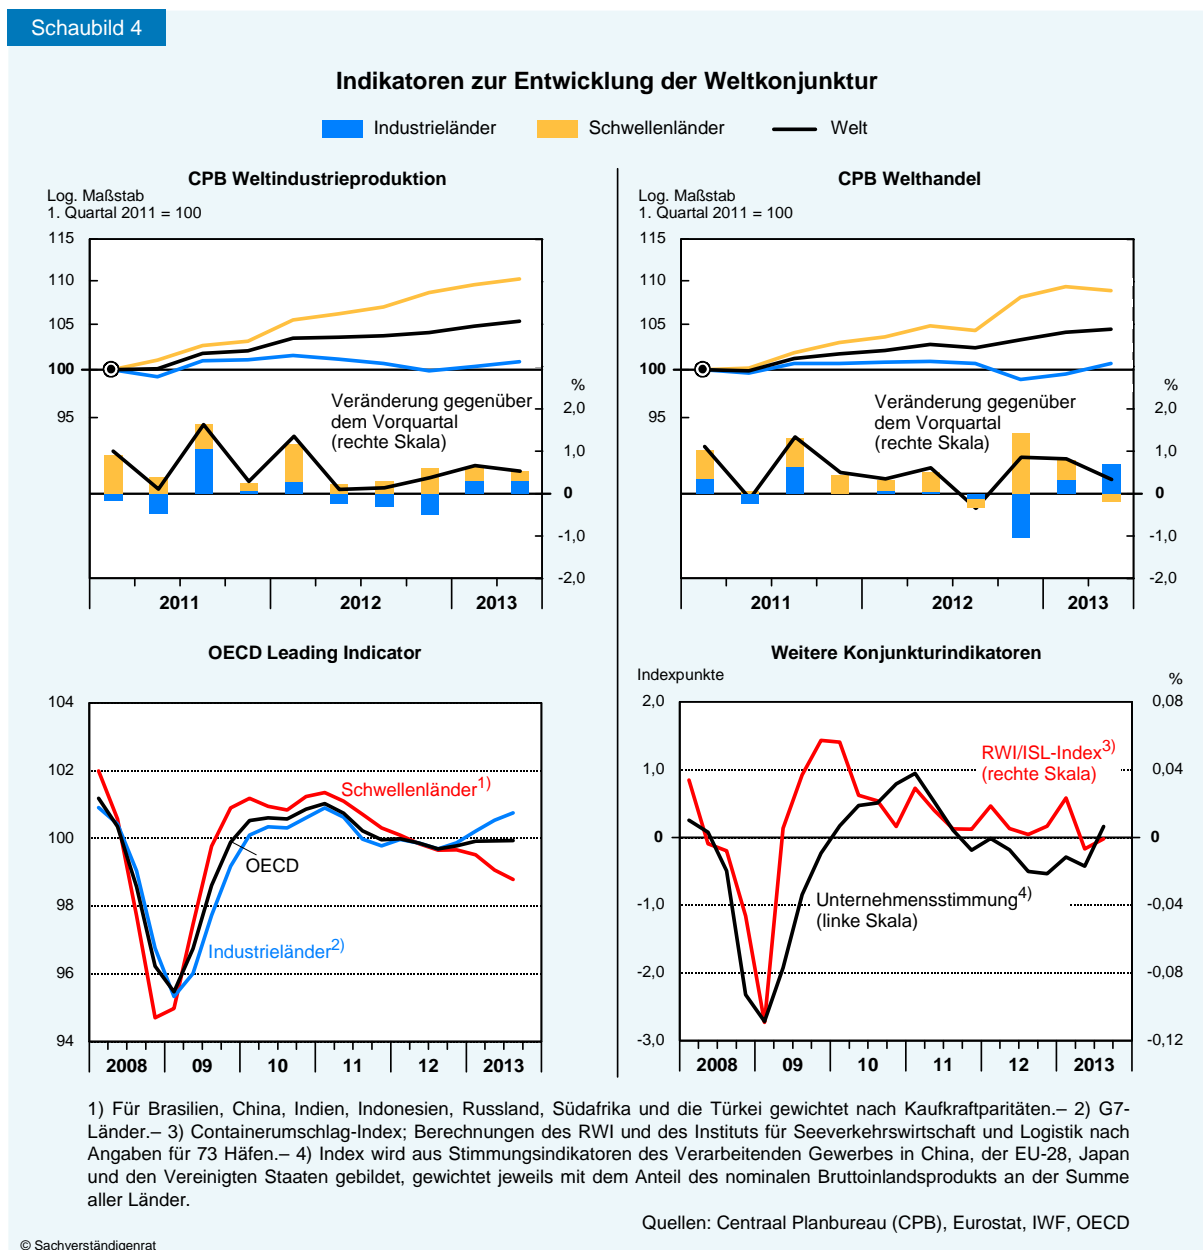 Schaubild 4
Indikatoren zur Entwicklung der Weltkonjunktur
Industrieländer
Schwellenländer
Welt
CPB Weltindustrieproduktion
Log. Maßstab
1. Quartal 2011 = 100
115
110
105
100
95
%
2,0
1,0
0
-1,0
-2,0
Veränderung gegenüber
dem Vorquartal
(rechte Skala)
2011
2012
2013
CPB Welthandel
Log. Maßstab
1. Quartal 2011 = 100
115
110
105
100
95
%
2,0
1,0
0
-1,0
-2,0
Veränderung gegenüber
dem Vorquartal
(rechte Skala)
2011
2012
2013
OECD Leading Indicator
104
102
100
98
96
94
Schwellenländer1)
OECD
Industrieländer2)
2008
09
10
11
12
2013
Weitere Konjunkturindikatoren
Indexpunkte
%
2,0
1,0
0
-1,0
-2,0
-3,0
0,08
0,04
0
-0,04
-0,08
-0,12
RWI/ISL-Index3)
(rechte Skala)
Unternehmensstimmung4)
(linke Skala)
2008
09
10
11
12
2013
1) Für Brasilien, China, Indien, Indonesien, Russland, Südafrika und die Türkei gewichtet nach Kaufkraftparitäten.– 2) G7-
Länder.– 3) Containerumschlag-Index; Berechnungen des RWI und des Instituts für Seeverkehrswirtschaft und Logistik nach
Angaben für 73 Häfen.– 4) Index wird aus Stimmungsindikatoren des Verarbeitenden Gewerbes in China, der EU-28, Japan
und den Vereinigten Staaten gebildet, gewichtet jeweils mit dem Anteil des nominalen Bruttoinlandsprodukts an der Summe
aller Länder.
Quellen: Centraal Planbureau (CPB), Eurostat, IWF, OECD
© Sachverständigenrat